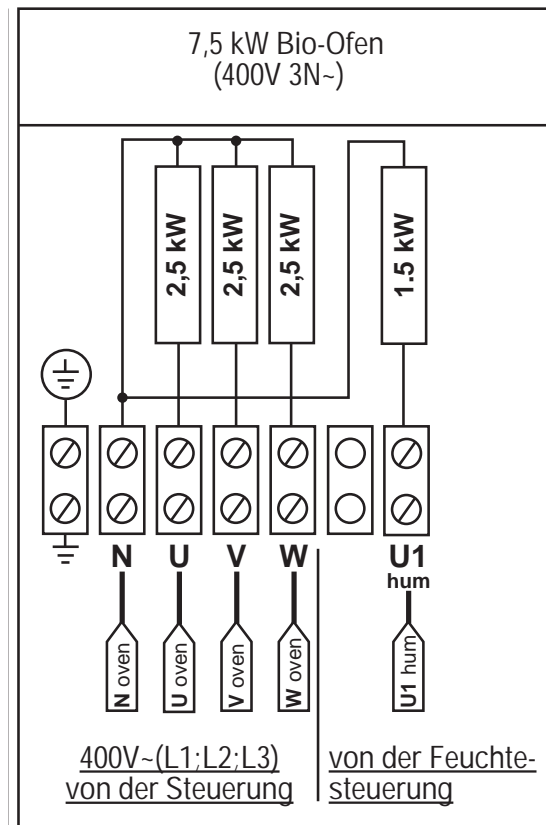 7,5 kW Bio-Ofen
(400V 3N~)
2,5 kW
2,5 kW
2,5 kW
1.5 kW
N U V W U1
hum
N oven
U oven
V oven
W oven
U1 hum
400V~(L1;L2;L3)
von der Steuerung
von der Feuchte-
steuerung